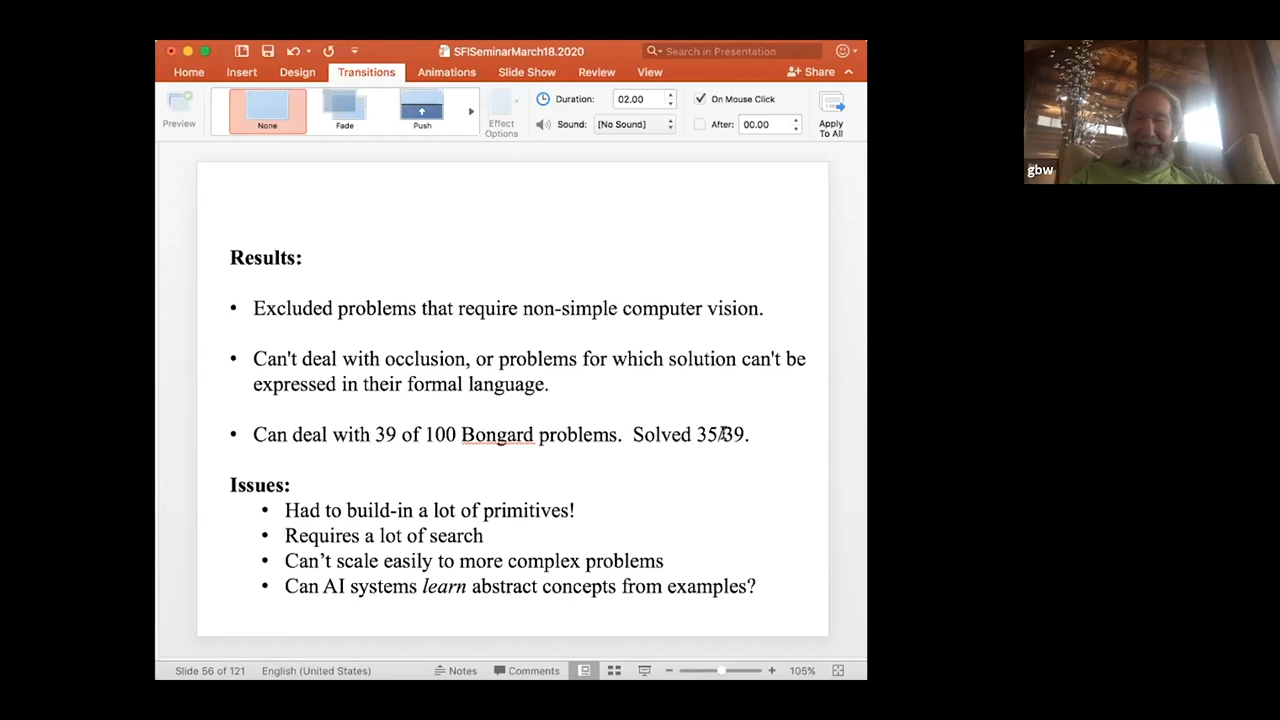 SFISeminarMarch18.2020
Search in Presentation
Home Insert Design Transitions Animations Slide Show Review View Share
Preview
None Fade Push
Effect Options
Duration: 02.00
Sound: [No Sound]
On Mouse Click
After: 00.00
Apply To All
gbw
Results:
• Excluded problems that require non-simple computer vision.
• Can't deal with occlusion, or problems for which solution can't be
expressed in their formal language.
• Can deal with 39 of 100 Bongard problems. Solved 35/39.
Issues:
• Had to build-in a lot of primitives!
• Requires a lot of search
• Can’t scale easily to more complex problems
• Can AI systems learn abstract concepts from examples?
Slide 56 of 121 English (United States) Notes Comments 105%